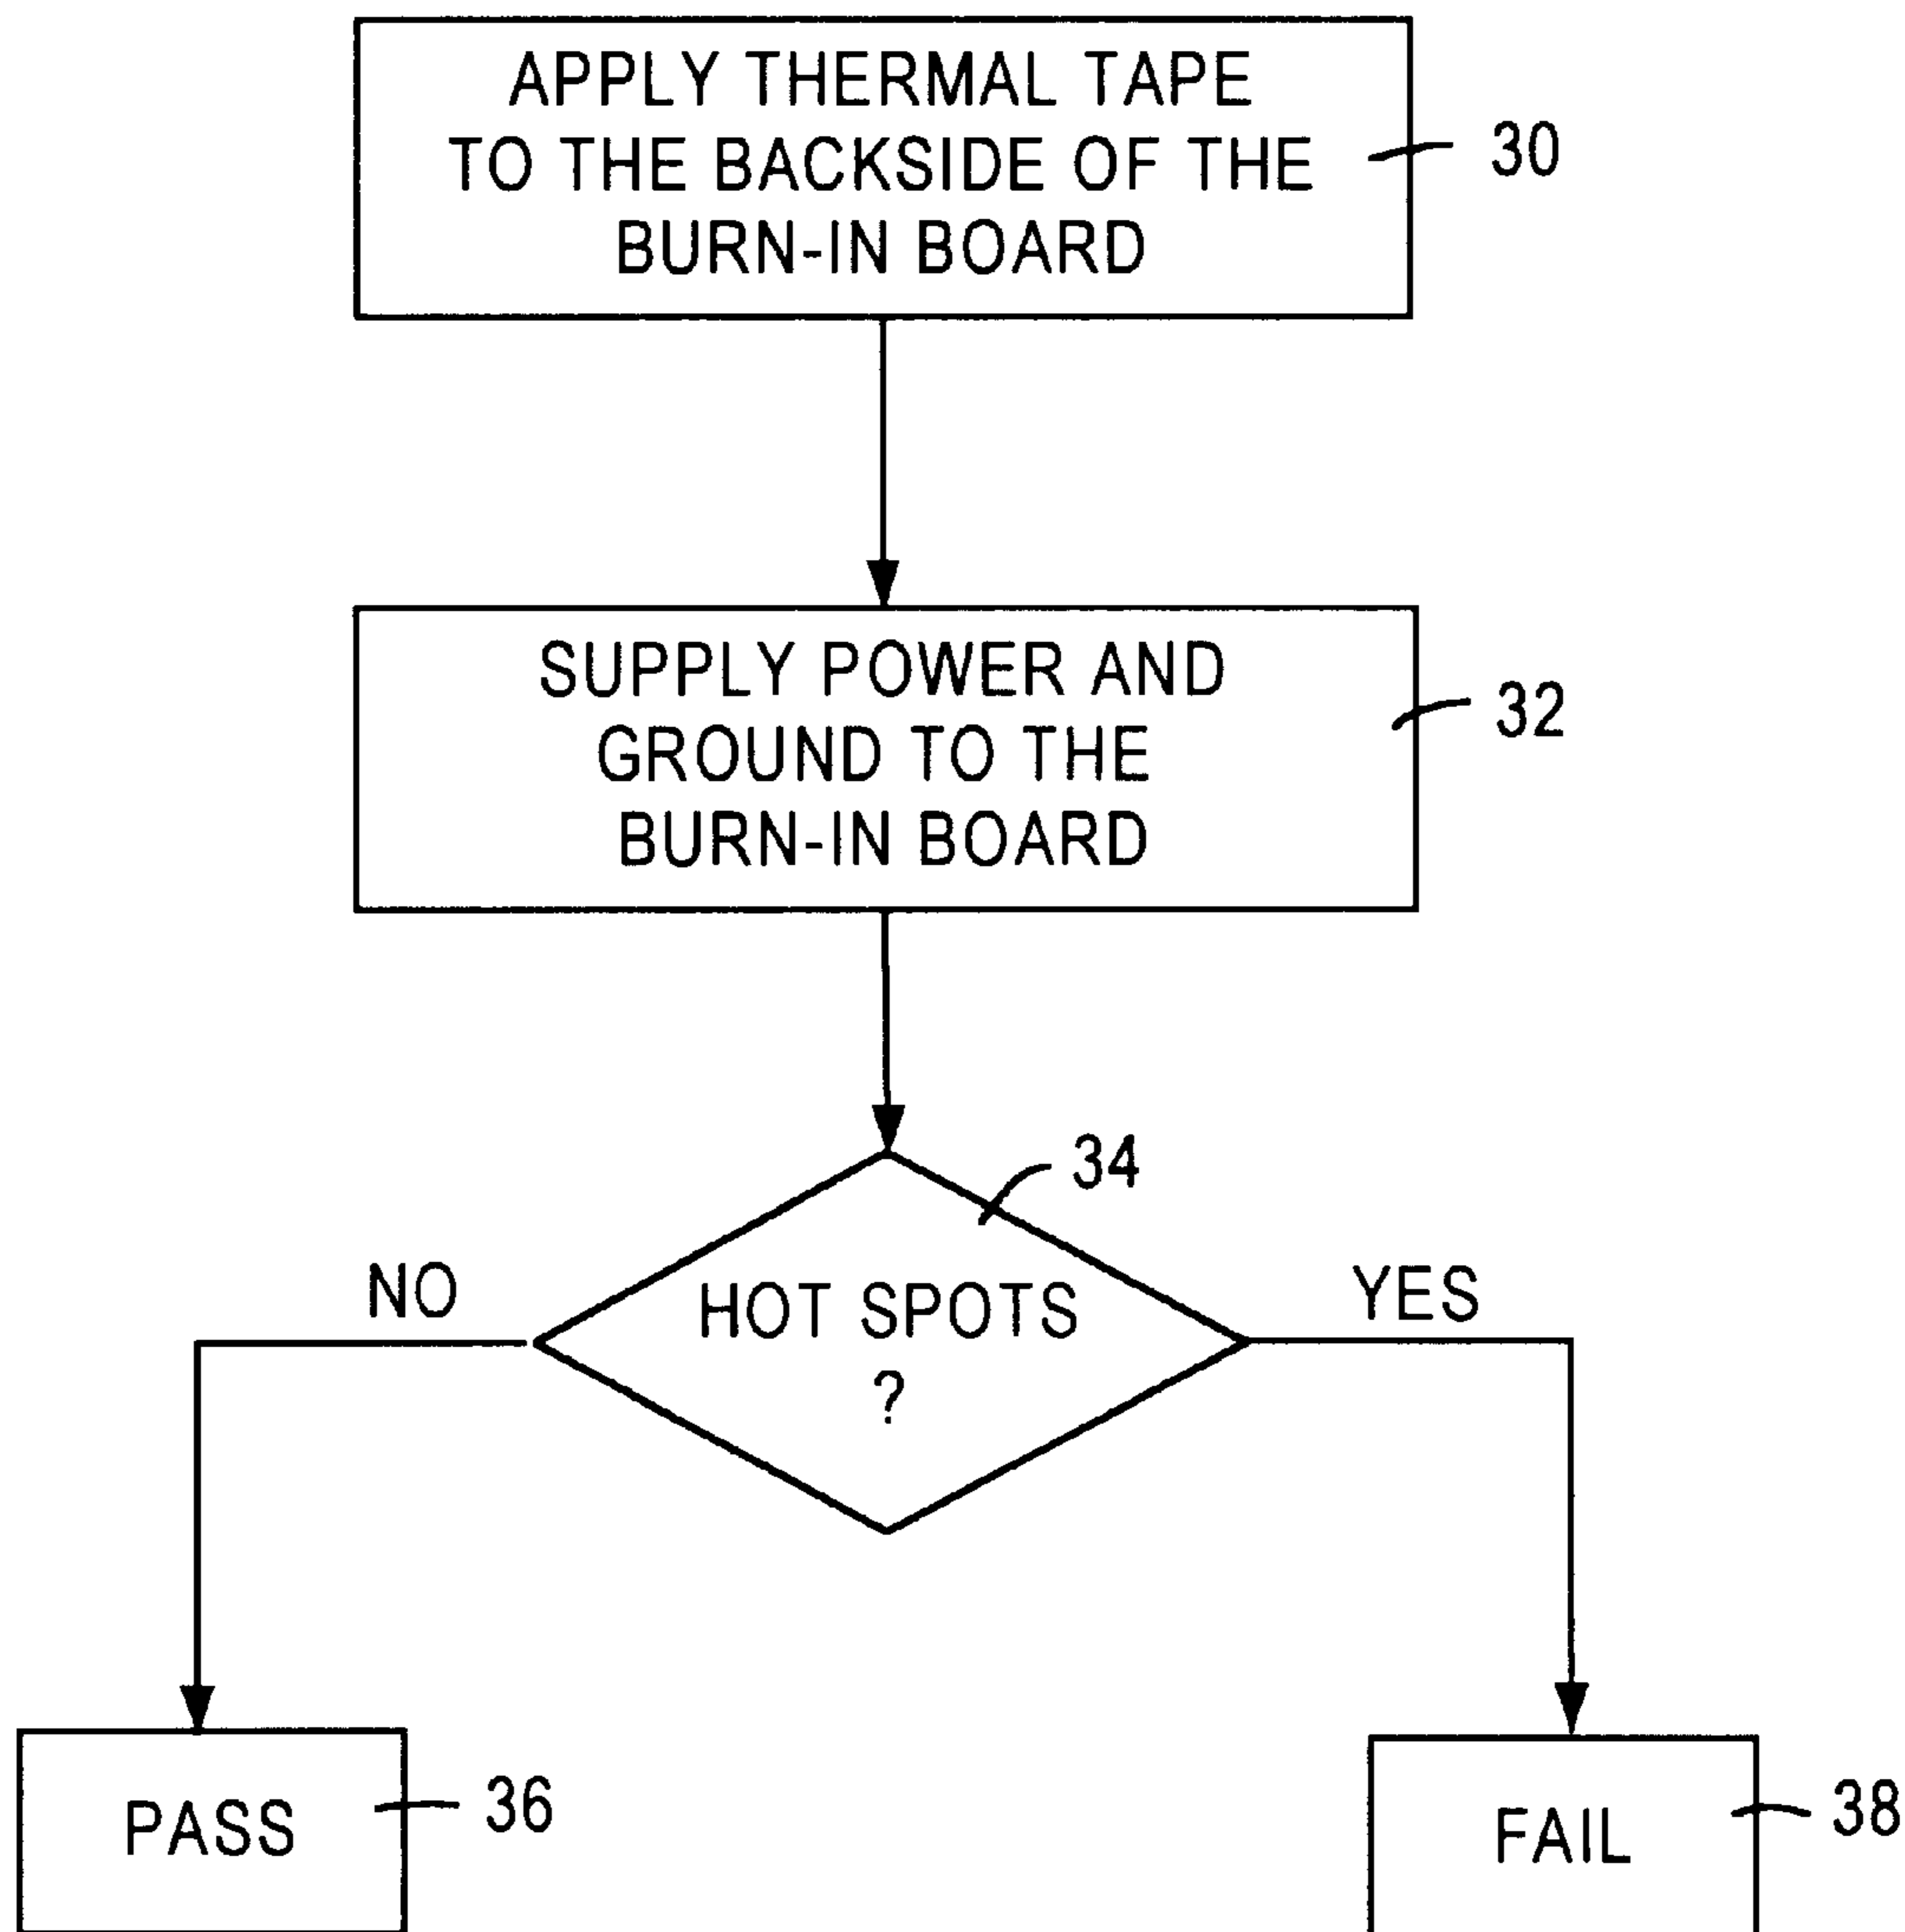 APPLY THERMAL TAPE
TO THE BACKSIDE OF THE
BURN-IN BOARD
30
SUPPLY POWER AND
GROUND TO THE
BURN-IN BOARD
32
34
NO
HOT SPOTS
?
YES
PASS
36
FAIL
38